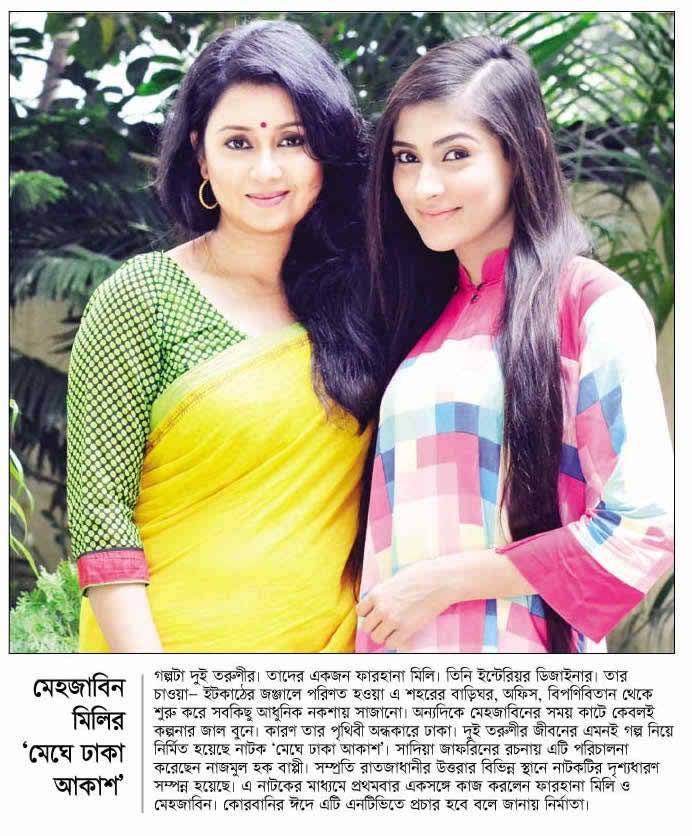 মেহজাবিন
মিলির
‘মেঘে ঢাকা
আকাশ’
গল্পটা দুই তরুণীর। তাদের একজন ফারহানা মিলি। তিনি ইন্টেরিয়র ডিজাইনার। তার
চাওয়া– ইটকাঠের জঞ্জালে পরিণত হওয়া এ শহরের বাড়িঘর, অফিস, বিপণিবিতান থেকে
শুরু করে সবকিছু আধুনিক নকশায় সাজানো। অন্যদিকে মেহজাবিনের সময় কাটে কেবলই
কল্পনার জাল বুনে। কারণ তার পৃথিবী অন্ধকারে ঢাকা। দুই তরুণীর জীবনের এমনই গল্প নিয়ে
নির্মিত হয়েছে নাটক ‘মেঘে ঢাকা আকাশ’। সাদিয়া জাফরিনের রচনায় এটি পরিচালনা
করেছেন নাজমুল হক বাপ্পী। সম্প্রতি রাতজাধানীর উত্তরার বিভিন্ন স্থানে নাটকটির দৃশ্যধারণ
সম্পন্ন হয়েছে। এ নাটকের মাধ্যমে প্রথমবার একসঙ্গে কাজ করলেন ফারহানা মিলি ও
মেহজাবিন। কোরবানির ঈদে এটি এনটিভিতে প্রচার হবে বলে জানায় নির্মাতা।